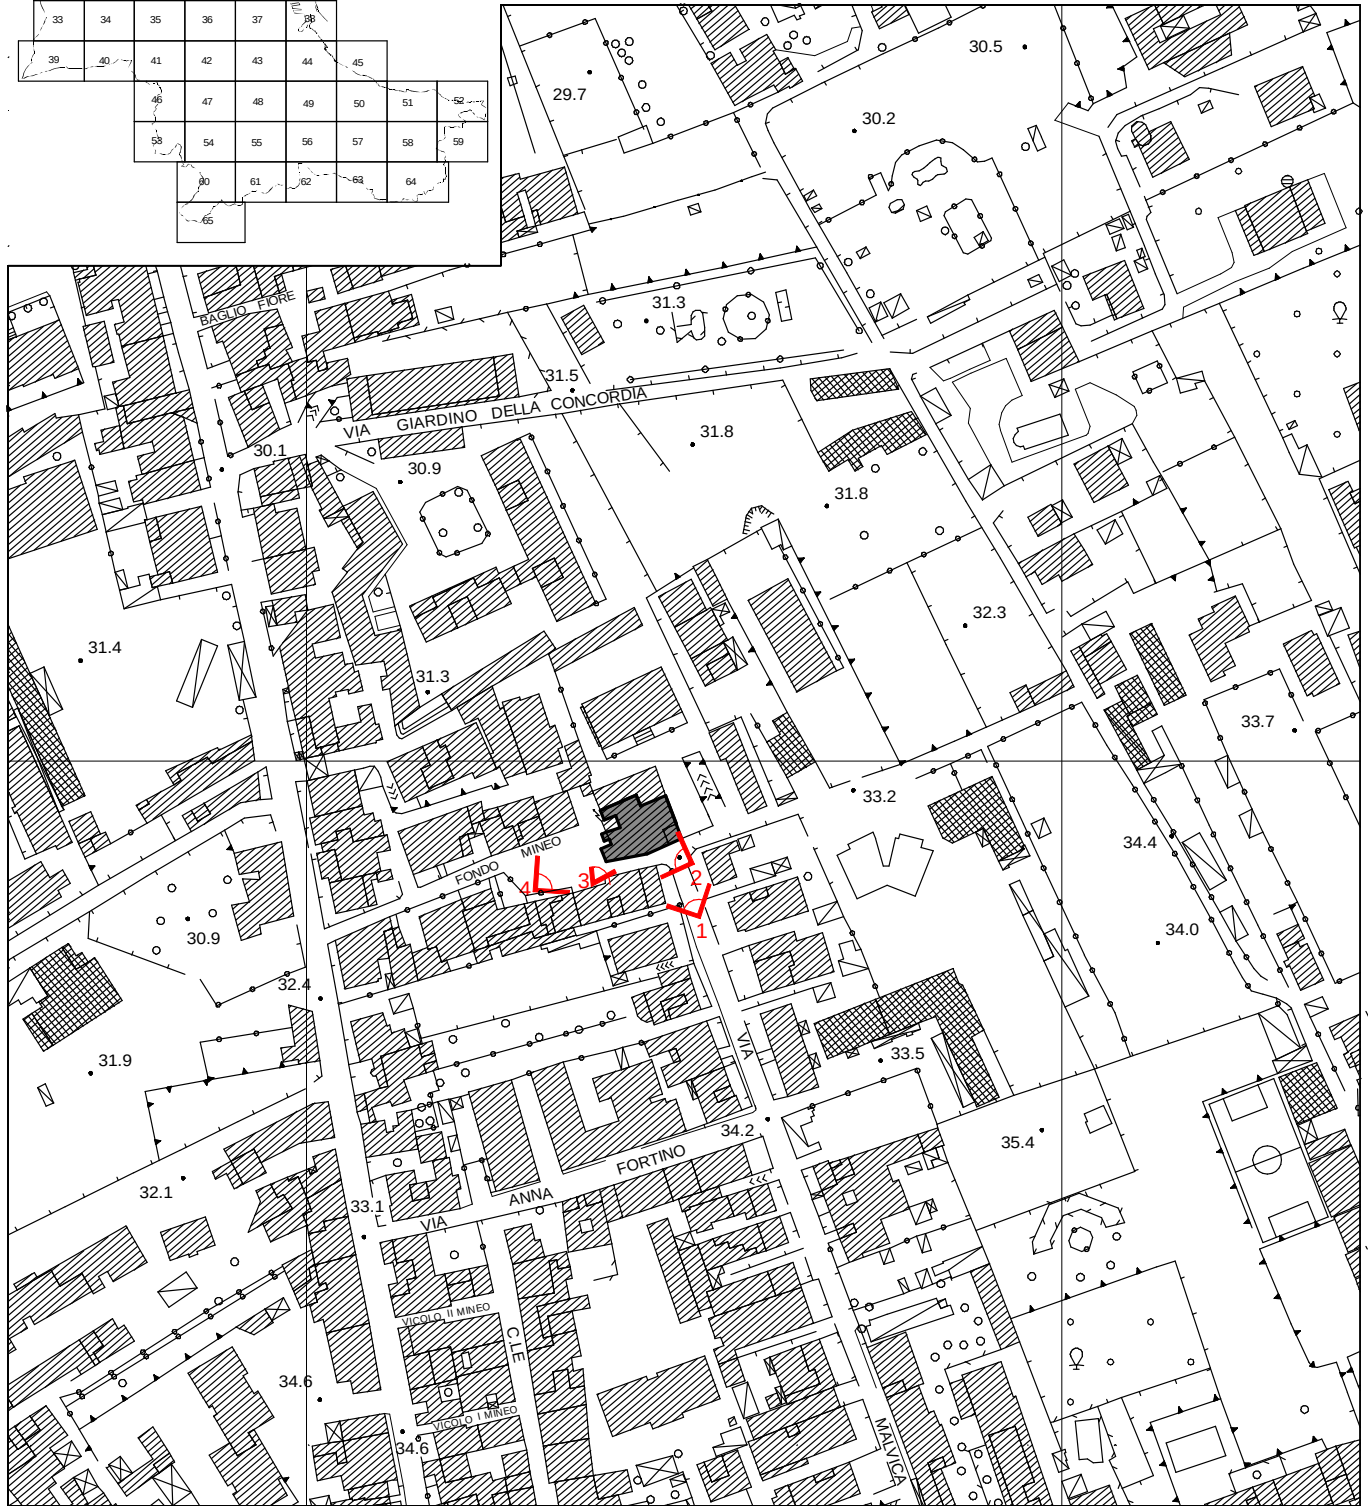 33 34 35 36 37 38
39 40 41 42 43 44 45
46 47 48 49 50 51 52
53 54 55 56 57 58 59
60 61 62 63 64
65
30.5
29.7
30.2
BAGLIO FIORE
31.3
31.5
VIA GIARDINO DELLA CONCORDIA
31.8
30.1
30.9
31.8
32.3
31.4
31.3
33.7
33.2
34.4
FONDO MINEO
4
3
2
1
30.9
34.0
32.4
VIA
33.5
31.9
34.2
35.4
FORTINO
32.1
ANNA
33.1
VIA
VICOLO II MINEO
C.LE
34.6
VICOLO I MINEO
34.6
MALVICA